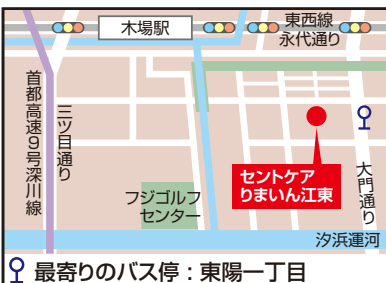 木場駅
東西線
永代通り
首都高速9号深川線
三ツ目通り
セントケア
りまいん江東
大門通り
フジゴルフ
センター
汐浜運河
最寄りのバス停：東陽一丁目